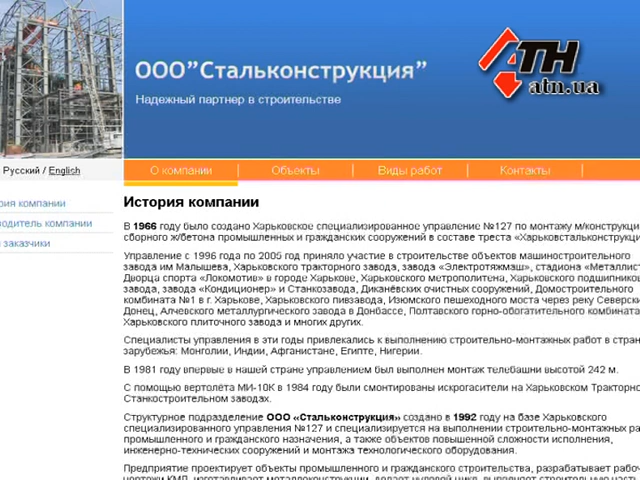 АТН
atn.ua
ООО"Стальконструкция"
Надежный партнер в строительстве
Русский / English
О компании Объекты Виды работ Контакты
компании
компании
заказчики
История компании
В 1966 году было создано Харьковское специализированное управление №127 по монтажу м/конструкци
сборного ж/бетона промышленных и гражданских сооружений в составе треста «Харьковстальконструкци
Управление с 1996 года по 2005 год приняло участие в строительстве объектов машиностроительного
завода им Малышева, Харьковского тракторного завода, завода «Электротяжмаш», стадиона «Металлист
Дворца спорта «Локомотив» в городе Харькове, Харьковского метрополитена, Харьковского подшипников
завода, завода «Кондиционер» и Станкозавода, Диканёвских очистных сооружений, Домостроительного
комбината №1 в г. Харькове, Харьковского пивзавода, Изюмского пешеходного моста через реку Северски
Донец, Алчевского металлургического завода в Донбассе, Полтавского горно-обогатительного комбината
Харьковского плиточного завода и многих других.
Специалисты управления в эти годы привлекались к выполнению строительно-монтажных работ в стран
зарубежья: Монголии, Индии, Афганистане, Египте, Нигерии.
В 1981 году впервые в нашей стране управлением был выполнен монтаж телебашни высотой 242 м.
С помощью вертолёта МИ-10К в 1984 году были смонтированы искрогасители на Харьковском Тракторно
Станкостроительном заводах.
Структурное подразделение ООО «Стальконструкция» создано в 1992 году на базе Харьковского
специализированного управления №127 и специализируется на выполнении строительно-монтажных ра
промышленного и гражданского назначения, а также объектов повышенной сложности исполнения,
инженерно-технических сооружений и монтажа технологического оборудования.
Предприятие проектирует объекты промышленного и гражданского строительства, разрабатывает рабоч